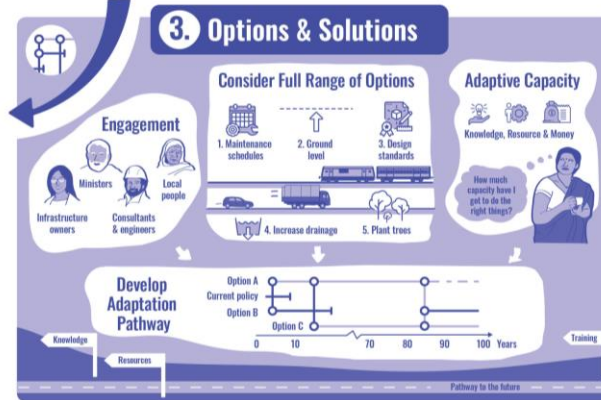 3. Options & Solutions
Engagement
Ministers
Local
people
Infrastructure
owners
Consultants
& engineers
Consider Full Range of Options
1. Maintenance
schedules
2. Ground
level
3. Design
standards
4. Increase drainage
5. Plant trees
Adaptive Capacity
Knowledge, Resource & Money
How much
capacity have I
got to do the
right things?
Develop
Adaptation
Pathway
Option A
Current policy
Option B
Option C
0 10 70 80 90 100 Years
Knowledge
Resources
Training
Pathway to the future